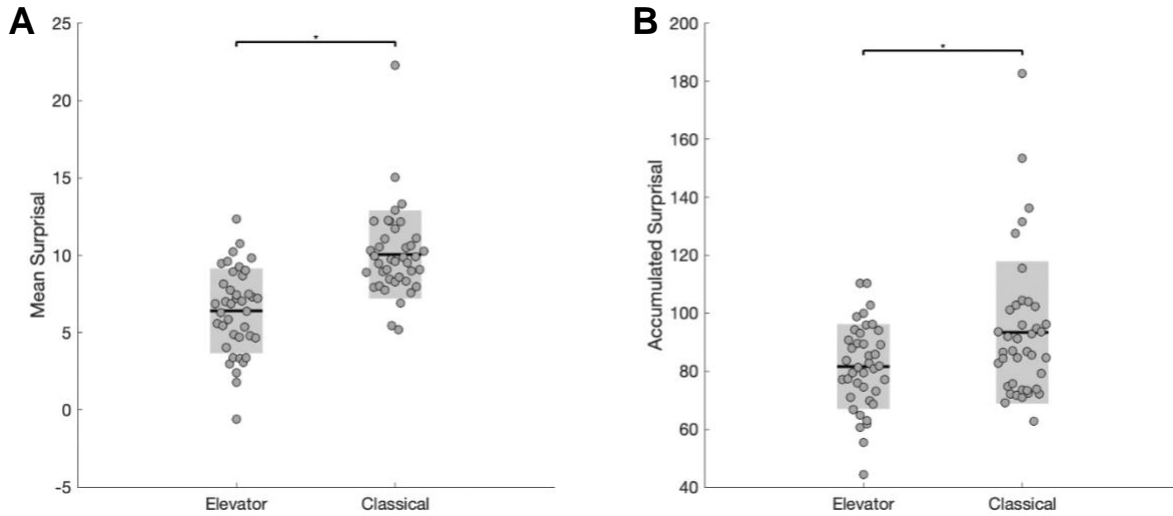 A
25
20
15
10
5
0
-5
Mean Surprisal
*
Elevator
Classical
B
200
180
160
140
120
100
80
60
40
Accumulated Surprisal
*
Elevator
Classical